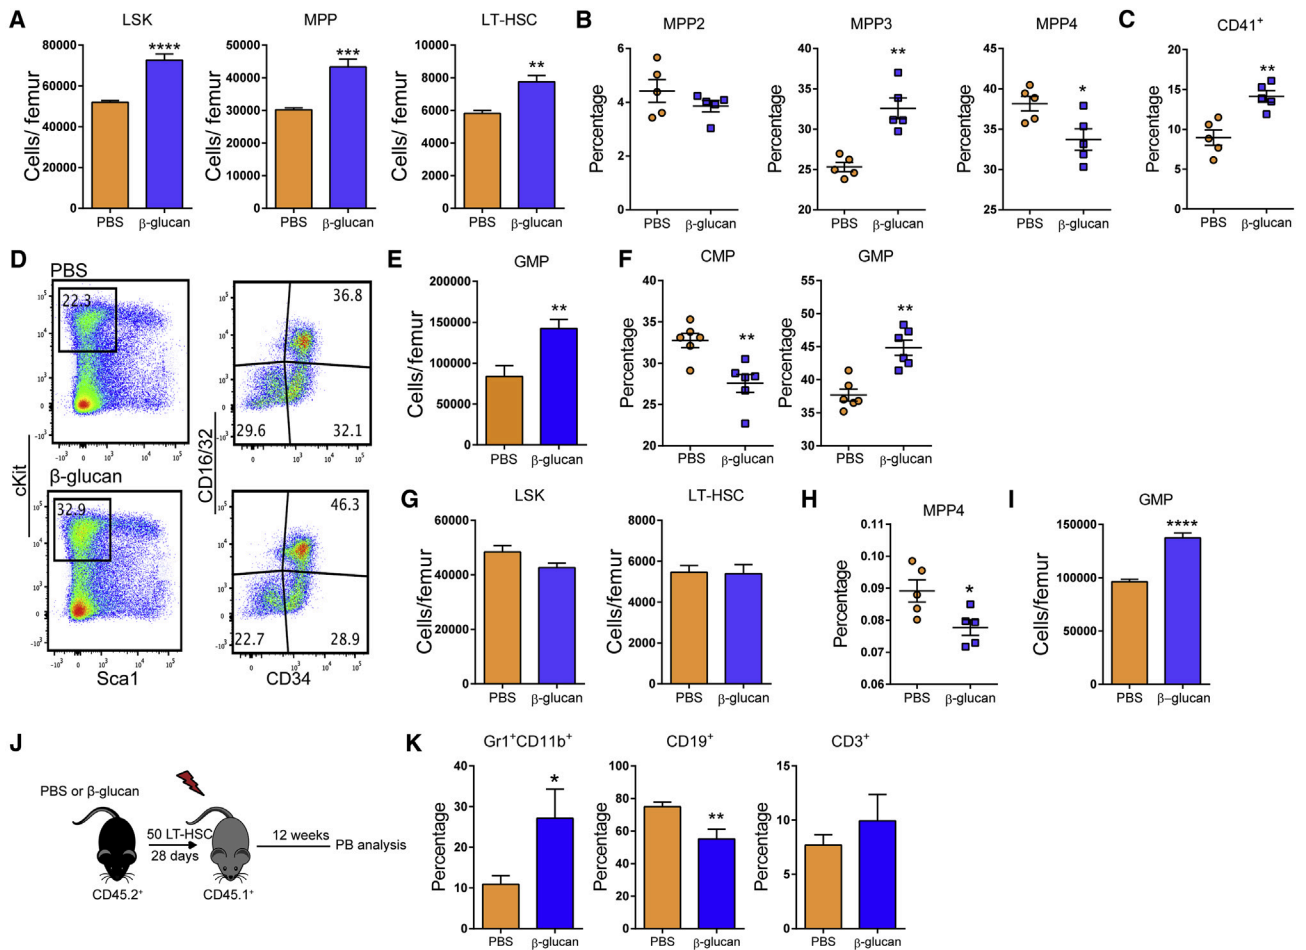 A
LSK
MPP
LT-HSC
****
***
**
Cells/ femur
80000
60000
40000
20000
0
PBS
β-glucan
Cells/ femur
50000
40000
30000
20000
10000
0
PBS
β-glucan
Cells/ femur
10000
8000
6000
4000
2000
0
PBS
β-glucan
B
MPP2
MPP3
MPP4
Percentage
6
4
2
0
PBS
β-glucan
**
Percentage
40
35
30
25
20
PBS
β-glucan
*
Percentage
45
40
35
30
25
PBS
β-glucan
C
CD41+
**
Percentage
20
15
10
5
0
PBS
β-glucan
D
PBS
22.3
36.8
29.6
32.1
β-glucan
32.9
46.3
22.7
28.9
cKit
Sca1
CD16/32
CD34
E
GMP
**
Cells/femur
200000
150000
100000
50000
0
PBS
β-glucan
F
CMP
**
Percentage
40
35
30
25
20
PBS
β-glucan
GMP
**
Percentage
55
50
45
40
35
30
PBS
β-glucan
G
LSK
Cells/femur
60000
40000
20000
0
PBS
β-glucan
LT-HSC
Cells/femur
8000
6000
4000
2000
0
PBS
β-glucan
H
MPP4
*
Percentage
0.11
0.10
0.09
0.08
0.07
0.06
PBS
β-glucan
I
GMP
****
Cells/femur
150000
100000
50000
0
PBS
β–glucan
J
PBS or β-glucan
50 LT-HSC
28 days
12 weeks
PB analysis
CD45.2+
CD45.1+
K
Gr1+CD11b+
*
Percentage
40
30
20
10
0
PBS
β-glucan
CD19+
**
Percentage
100
80
60
40
20
0
PBS
β-glucan
CD3+
Percentage
15
10
5
0
PBS
β-glucan